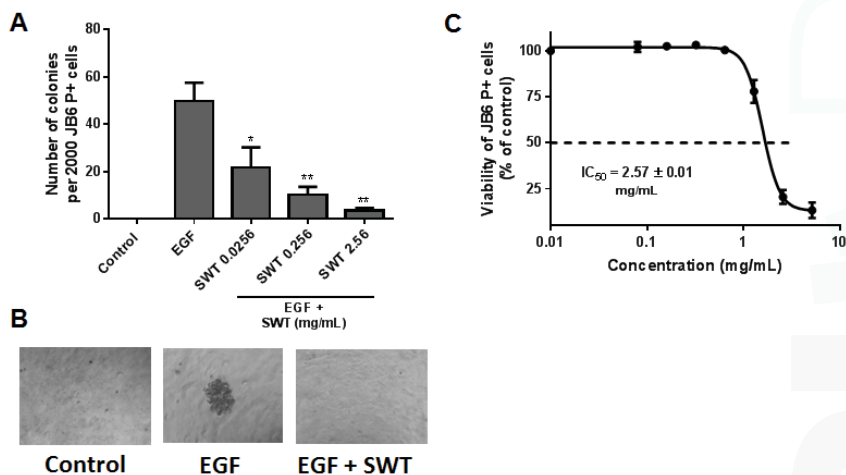 A
Number of colonies
per 2000 JB6 P+ cells
80
60
40
20
0
*
**
**
Control
EGF
SWT 0.0256
SWT 0.256
SWT 2.56
EGF +
SWT (mg/mL)
B
Control
EGF
EGF + SWT
C
Viability of JB6 P+ cells
(% of control)
100
50
50
25
IC50 = 2.57 ± 0.01
mg/mL
0.01
0.1
1
10
Concentration (mg/mL)